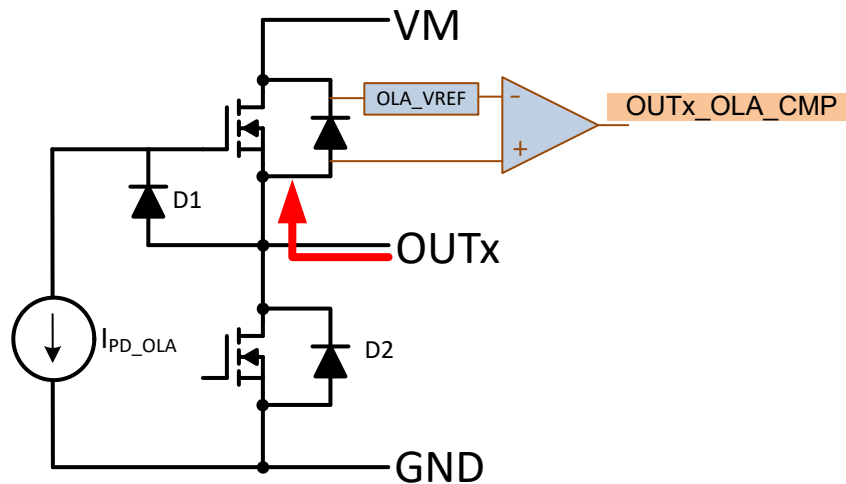 VM
OLA_VREF
−
+
OUTx_OLA_CMP
D1
OUTx
IPD_OLA
D2
GND